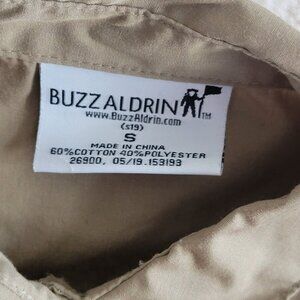 BUZZ ALDRIN TM
www.BuzzAldrin.com
(s19)
S
MADE IN CHINA
60%COTTON 40%POLYESTER
26900, 05/19.153193